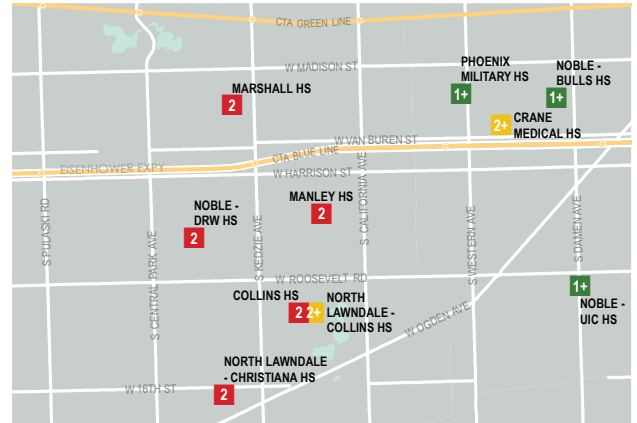 CTA GREEN LINE
W MADISON ST
PHOENIX
MILITARY HS
1+
NOBLE -
BULLS HS
1+
MARSHALL HS
2
2+
CRANE
MEDICAL HS
W VAN BUREN ST
CTA BLUE LINE
EISENHOWER EXPY
W HARRISON ST
MANLEY HS
2
NOBLE -
DRW HS
2
S PULASKI RD
S CENTRAL PARK AVE
S KEDZIE AVE
S CALIFORNIA AVE
S WESTERN AVE
S DAMEN AVE
W ROOSEVELT RD
1+
NOBLE -
UIC HS
COLLINS HS
2
2+
NORTH
LAWNDALE -
COLLINS HS
W OGDEN AVE
NORTH LAWNDALE
- CHRISTIANA HS
2
W 16TH ST